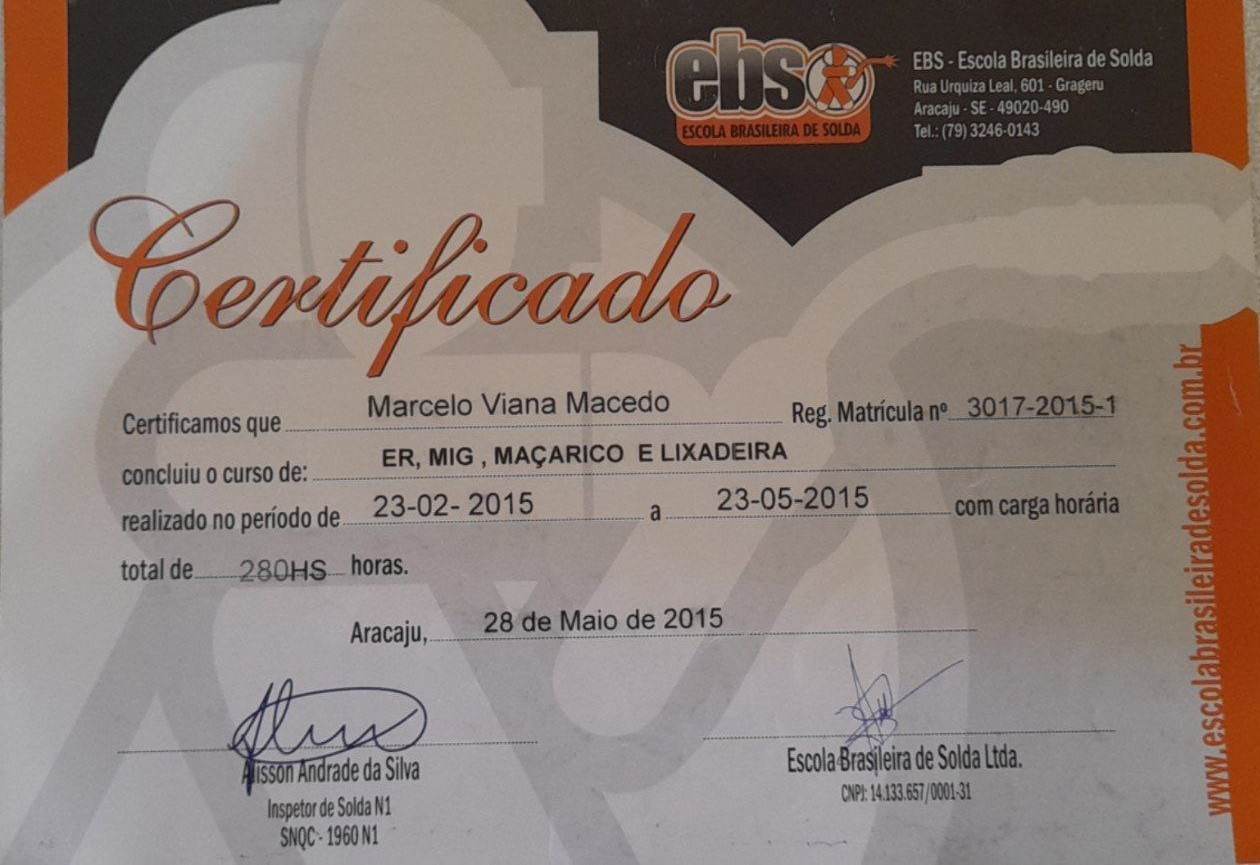 ebs
ESCOLA BRASILEIRA DE SOLDA
EBS - Escola Brasileira de Solda
Rua Urquiza Leal, 601 - Grageru
Aracaju - SE - 49020-490
Tel.: (79) 3246-0143
Certificado
Certificamos que Marcelo Viana Macedo Reg. Matrícula nº 3017-2015-1
concluiu o curso de: ER, MIG , MAÇARICO E LIXADEIRA
realizado no período de 23-02- 2015 a 23-05-2015 com carga horária
total de 280HS horas.
Aracaju, 28 de Maio de 2015
Alisson Andrade da Silva
Inspetor de Solda N1
SNQC - 1960 N1
Escola Brasileira de Solda Ltda.
CNPJ: 14.133.657/0001-31
www.escolabrasileiradesolda.com.br